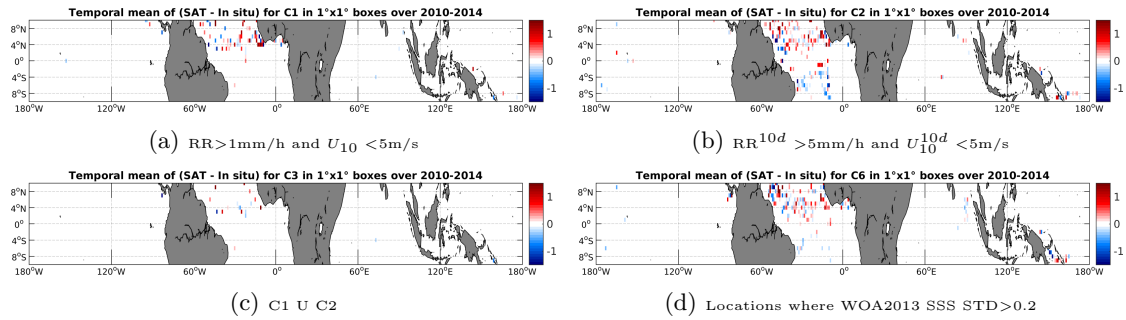 Temporal mean of (SAT - In situ) for C1 in 1°x1° boxes over 2010-2014
8°N
4°N
0°
4°S
8°S
180°W 120°W 60°W 0°E 60°E 120°E 180°W
1
0
-1
(a) RR>1mm/h and U10 <5m/s
Temporal mean of (SAT - In situ) for C2 in 1°x1° boxes over 2010-2014
8°N
4°N
0°
4°S
8°S
180°W 120°W 60°W 0°E 60°E 120°E 180°W
1
0
-1
(b) RR^10d >5mm/h and U10^10d <5m/s
Temporal mean of (SAT - In situ) for C3 in 1°x1° boxes over 2010-2014
8°N
4°N
0°
4°S
8°S
180°W 120°W 60°W 0°E 60°E 120°E 180°W
1
0
-1
(c) C1 U C2
Temporal mean of (SAT - In situ) for C6 in 1°x1° boxes over 2010-2014
8°N
4°N
0°
4°S
8°S
180°W 120°W 60°W 0°E 60°E 120°E 180°W
1
0
-1
(d) Locations where WOA2013 SSS STD>0.2